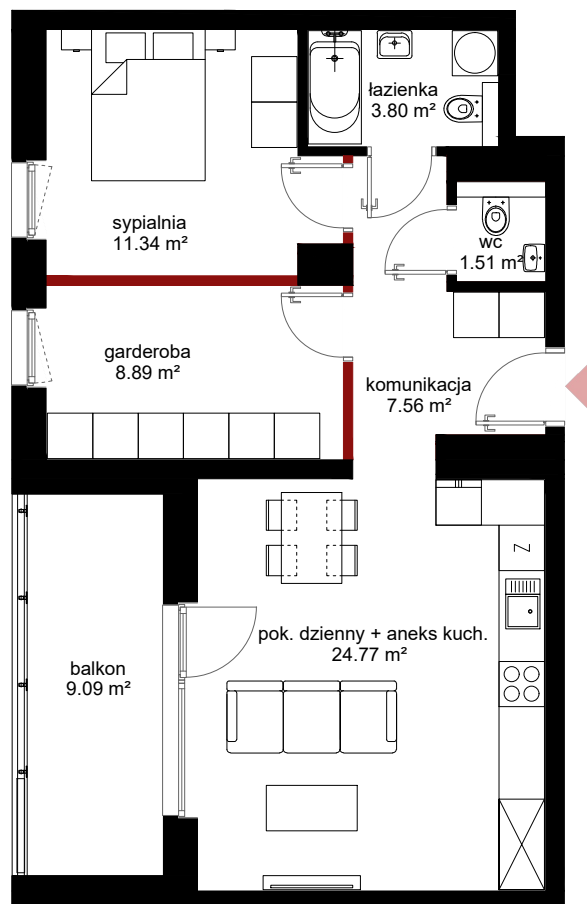 łazienka
3.80 m²
sypialnia
11.34 m²
wc
1.51 m²
garderoba
8.89 m²
komunikacja
7.56 m²
Z
pok. dzienny + aneks kuch.
24.77 m²
balkon
9.09 m²